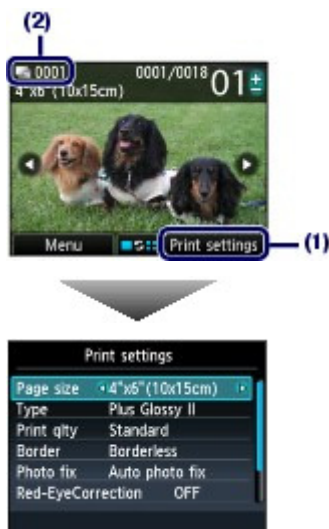 (2)
0001
0001/0018 01
4"x6"(10x15cm)
Menu
Print settings
(1)
Print settings
Page size 4"x6"(10x15cm)
Type Plus Glossy II
Print qlty Standard
Border Borderless
Photo fix Auto photo fix
Red-EyeCorrection OFF